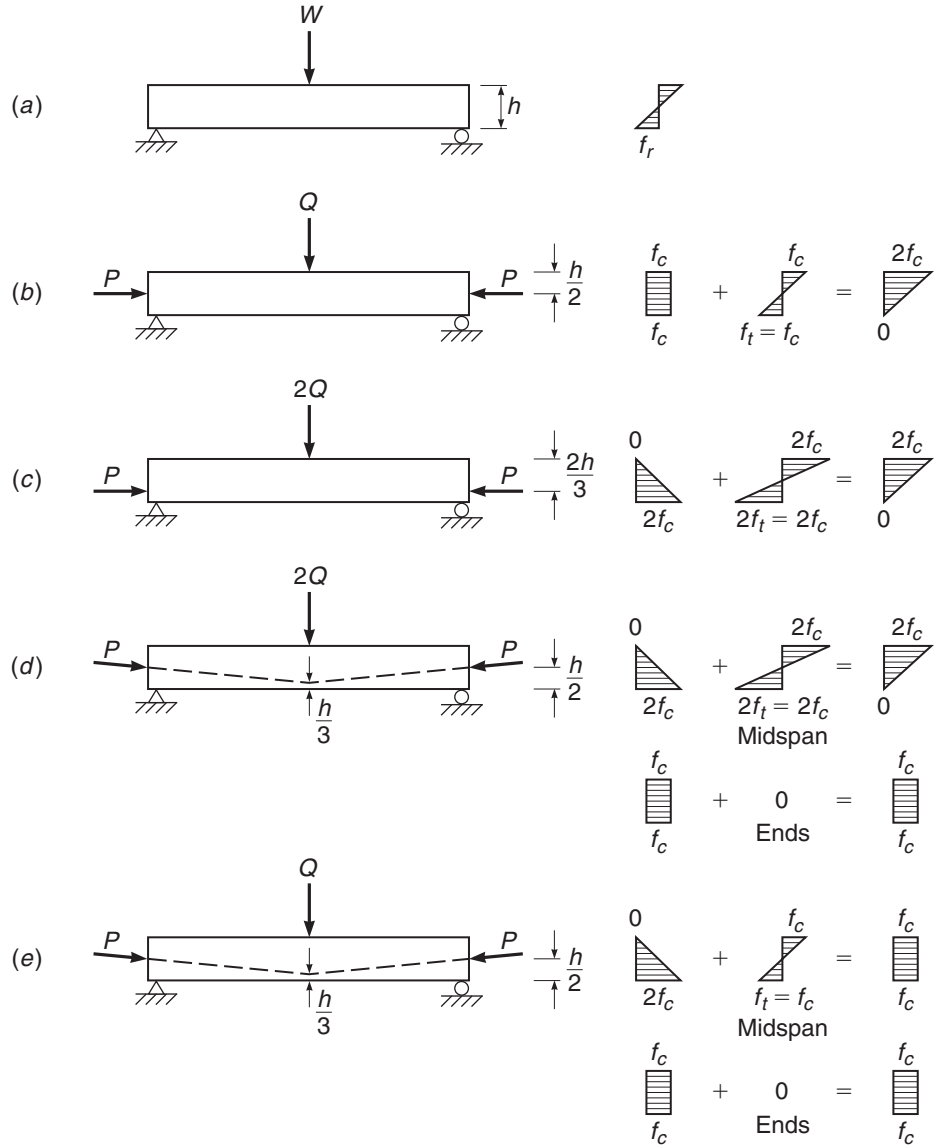 W
(a)
h
f_r
Q
(b)
P
P
h/2
f_c + f_c = 2f_c
f_c f_t = f_c 0
2Q
(c)
P
P
2h/3
0 + 2f_c = 2f_c
2f_c 2f_t = 2f_c 0
2Q
(d)
P
P
h/2
h/3
0 + 2f_c = 2f_c
2f_c 2f_t = 2f_c 0
Midspan
f_c + 0 = f_c
f_c Ends f_c
Q
(e)
P
P
h/2
h/3
0 + f_c = f_c
2f_c f_t = f_c f_c
Midspan
f_c + 0 = f_c
f_c Ends f_c